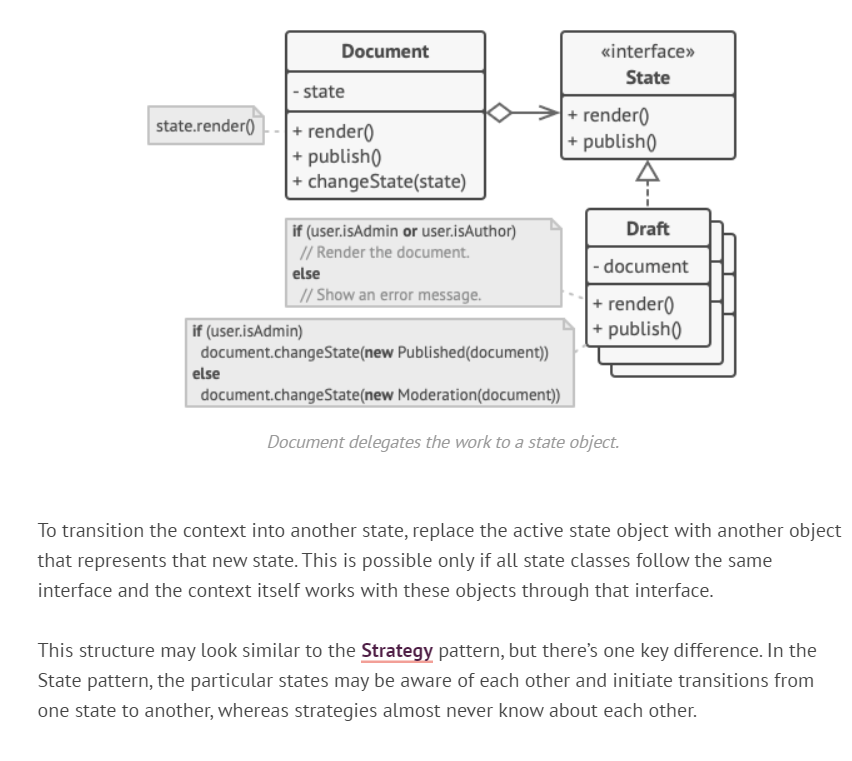 Document
- state
+ render()
+ publish()
+ changeState(state)
«interface»
State
+ render()
+ publish()
state.render()
Draft
- document
+ render()
+ publish()
if (user.isAdmin or user.isAuthor)
// Render the document.
else
// Show an error message.
if (user.isAdmin)
document.changeState(new Published(document))
else
document.changeState(new Moderation(document))
Document delegates the work to a state object.
To transition the context into another state, replace the active state object with another object
that represents that new state. This is possible only if all state classes follow the same
interface and the context itself works with these objects through that interface.
This structure may look similar to the Strategy pattern, but there’s one key difference. In the
State pattern, the particular states may be aware of each other and initiate transitions from
one state to another, whereas strategies almost never know about each other.